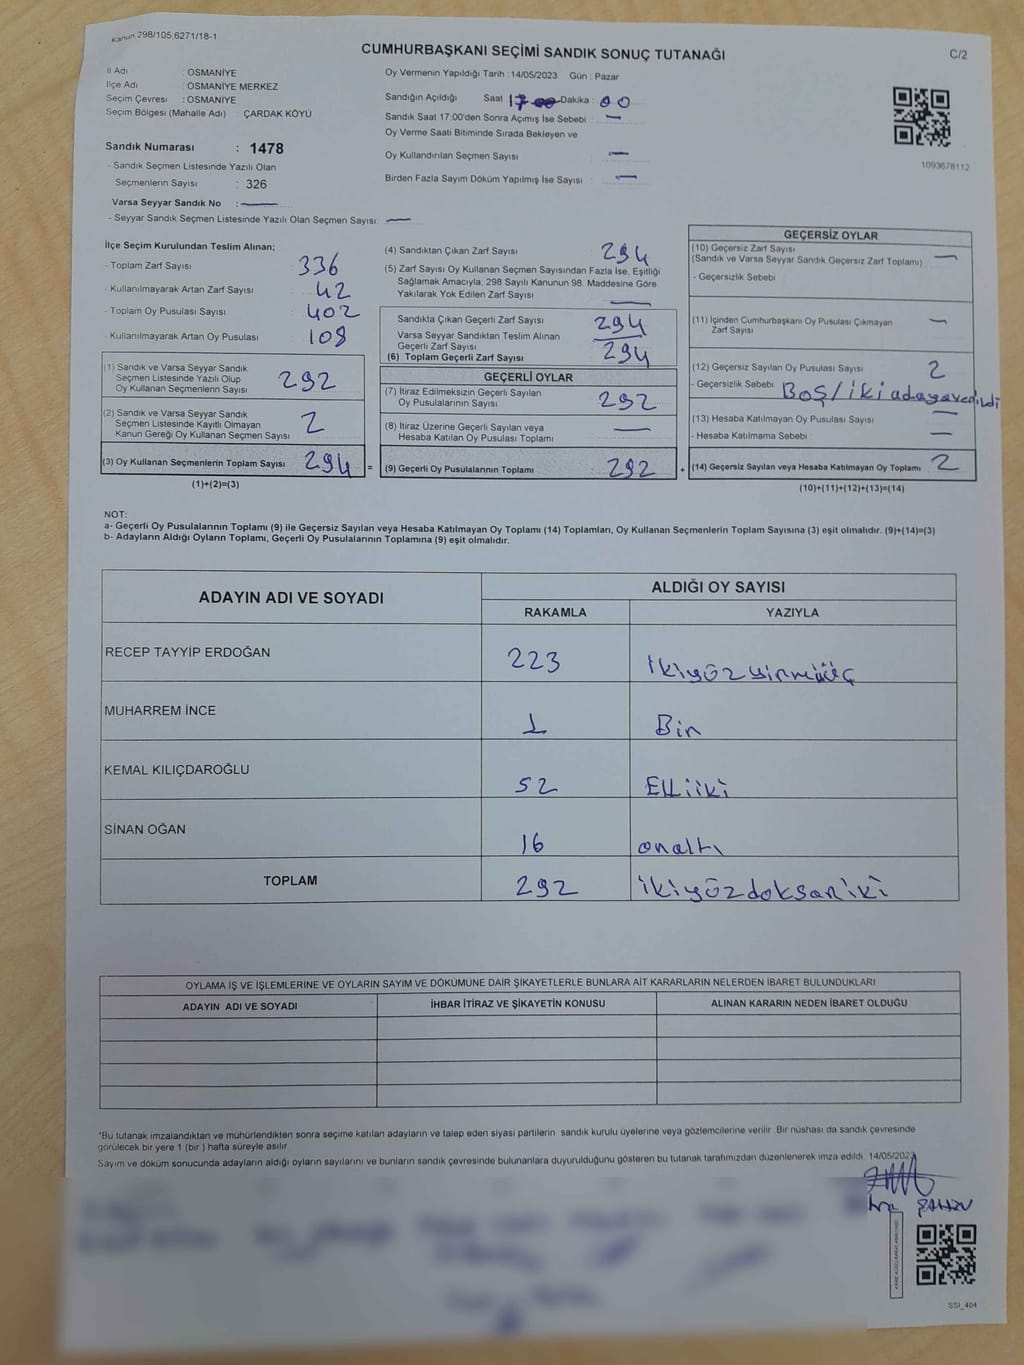 Kanun 298/105,6271/18-1
CUMHURBAŞKANI SEÇİMİ SANDIK SONUÇ TUTANAĞI
C/2
İl Adı : OSMANİYE
İlçe Adı : OSMANİYE MERKEZ
Seçim Çevresi : OSMANİYE
Seçim Bölgesi (Mahalle Adı) : ÇARDAK KÖYÜ
Sandık Numarası : 1478
- Sandık Seçmen Listesinde Yazılı Olan
Seçmenlerin Sayısı : 326
Varsa Seyyar Sandık No : —
- Seyyar Sandık Seçmen Listesinde Yazılı Olan Seçmen Sayısı: —
Oy Vermenin Yapıldığı Tarih : 14/05/2023 Gün : Pazar
Sandığın Açıldığı Saat 17 Dakika : 00
Sandık Saat 17:00'den Sonra Açımış İse Sebebi : —
Oy Verme Saati Bitiminde Sırada Bekleyen ve
Oy Kullandırılan Seçmen Sayısı : —
Birden Fazla Sayım Döküm Yapılmış İse Sayısı : —
1093678112
İlçe Seçim Kurulundan Teslim Alınan;
- Toplam Zarf Sayısı : 336
- Kullanılmayarak Artan Zarf Sayısı : 42
- Toplam Oy Pusulası Sayısı : 402
- Kullanılmayarak Artan Oy Pusulası : 108
(1) Sandık ve Varsa Seyyar Sandık
Seçmen Listesinde Yazılı Olup
Oy Kullanan Seçmenlerin Sayısı 292
(2) Sandık ve Varsa Seyyar Sandık
Seçmen Listesinde Kayıtlı Olmayan
Kanun Gereği Oy Kullanan Seçmen Sayısı 2
(3) Oy Kullanan Seçmenlerin Toplam Sayısı 294 =
(1)+(2)=(3)
(4) Sandıktan Çıkan Zarf Sayısı 294
(5) Zarf Sayısı Oy Kullanan Seçmen Sayısından Fazla İse, Eşitliği
Sağlamak Amacıyla, 298 Sayılı Kanunun 98. Maddesine Göre
Yakılarak Yok Edilen Zarf Sayısı : —
Sandıkta Çıkan Geçerli Zarf Sayısı 294
Varsa Seyyar Sandıktan Teslim Alınan
Geçerli Zarf Sayısı —
(6) Toplam Geçerli Zarf Sayısı 294
GEÇERLİ OYLAR
(7) İtiraz Edilmeksizin Geçerli Sayılan
Oy Pusulalarının Sayısı 292
(8) İtiraz Üzerine Geçerli Sayılan veya
Hesaba Katılan Oy Pusulası Toplamı —
(9) Geçerli Oy Pusulalarının Toplamı 292 +
GEÇERSİZ OYLAR
(10) Geçersiz Zarf Sayısı
(Sandık ve Varsa Seyyar Sandık Geçersiz Zarf Toplamı) —
- Geçersizlik Sebebi
(11) İçinden Cumhurbaşkanı Oy Pusulası Çıkmayan
Zarf Sayısı —
(12) Geçersiz Sayılan Oy Pusulası Sayısı 2
- Geçersizlik Sebebi Boş/iki adaya verildi
(13) Hesaba Katılmayan Oy Pusulası Sayısı —
- Hesaba Katılmama Sebebi —
(14) Geçersiz Sayılan veya Hesaba Katılmayan Oy Toplamı 2
(10)+(11)+(12)+(13)=(14)
NOT:
a- Geçerli Oy Pusulalarının Toplamı (9) ile Geçersiz Sayılan veya Hesaba Katılmayan Oy Toplamı (14) Toplamları, Oy Kullanan Seçmenlerin Toplam Sayısına (3) eşit olmalıdır. (9)+(14)=(3)
b- Adayların Aldığı Oyların Toplamı, Geçerli Oy Pusulalarının Toplamına (9) eşit olmalıdır.
ADAYIN ADI VE SOYADI
ALDIĞI OY SAYISI
RAKAMLA YAZIYLA
RECEP TAYYİP ERDOĞAN 223 ikiyüzyirmiüç
MUHARREM İNCE 1 Bir
KEMAL KILIÇDAROĞLU 52 Elliiki
SİNAN OĞAN 16 onaltı
TOPLAM 292 ikiyüzdoksaniki
OYLAMA İŞ VE İŞLEMLERİNE VE OYLARIN SAYIM VE DÖKÜMÜNE DAİR ŞİKAYETLERLE BUNLARA AİT KARARLARIN NELERDEN İBARET BULUNDUKLARI
ADAYIN ADI VE SOYADI İHBAR İTİRAZ VE ŞİKAYETİN KONUSU ALINAN KARARIN NEDEN İBARET OLDUĞU
*Bu tutanak imzalandıktan ve mühürlendikten sonra seçime katılan adayların ve talep eden siyasi partilerin sandık kurulu üyelerine veya gözlemcilerine verilir. Bir nüshası da sandık çevresinde
görülecek bir yere 1 (bir ) hafta süreyle asılır.
Sayım ve döküm sonucunda adayların aldığı oyların sayılarını ve bunların sandık çevresinde bulunanlara duyurulduğunu gösteren bu tutanak tarafımızdan düzenlenerek imza edildi. 14/05/2023
SSI_404